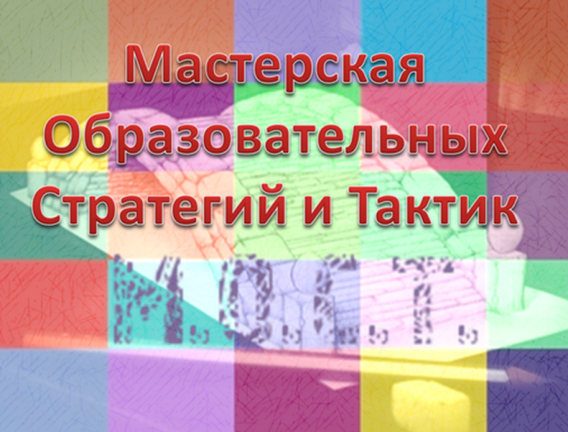 Мастерская
Образовательных
Стратегий и Тактик
М.О.С.Т.